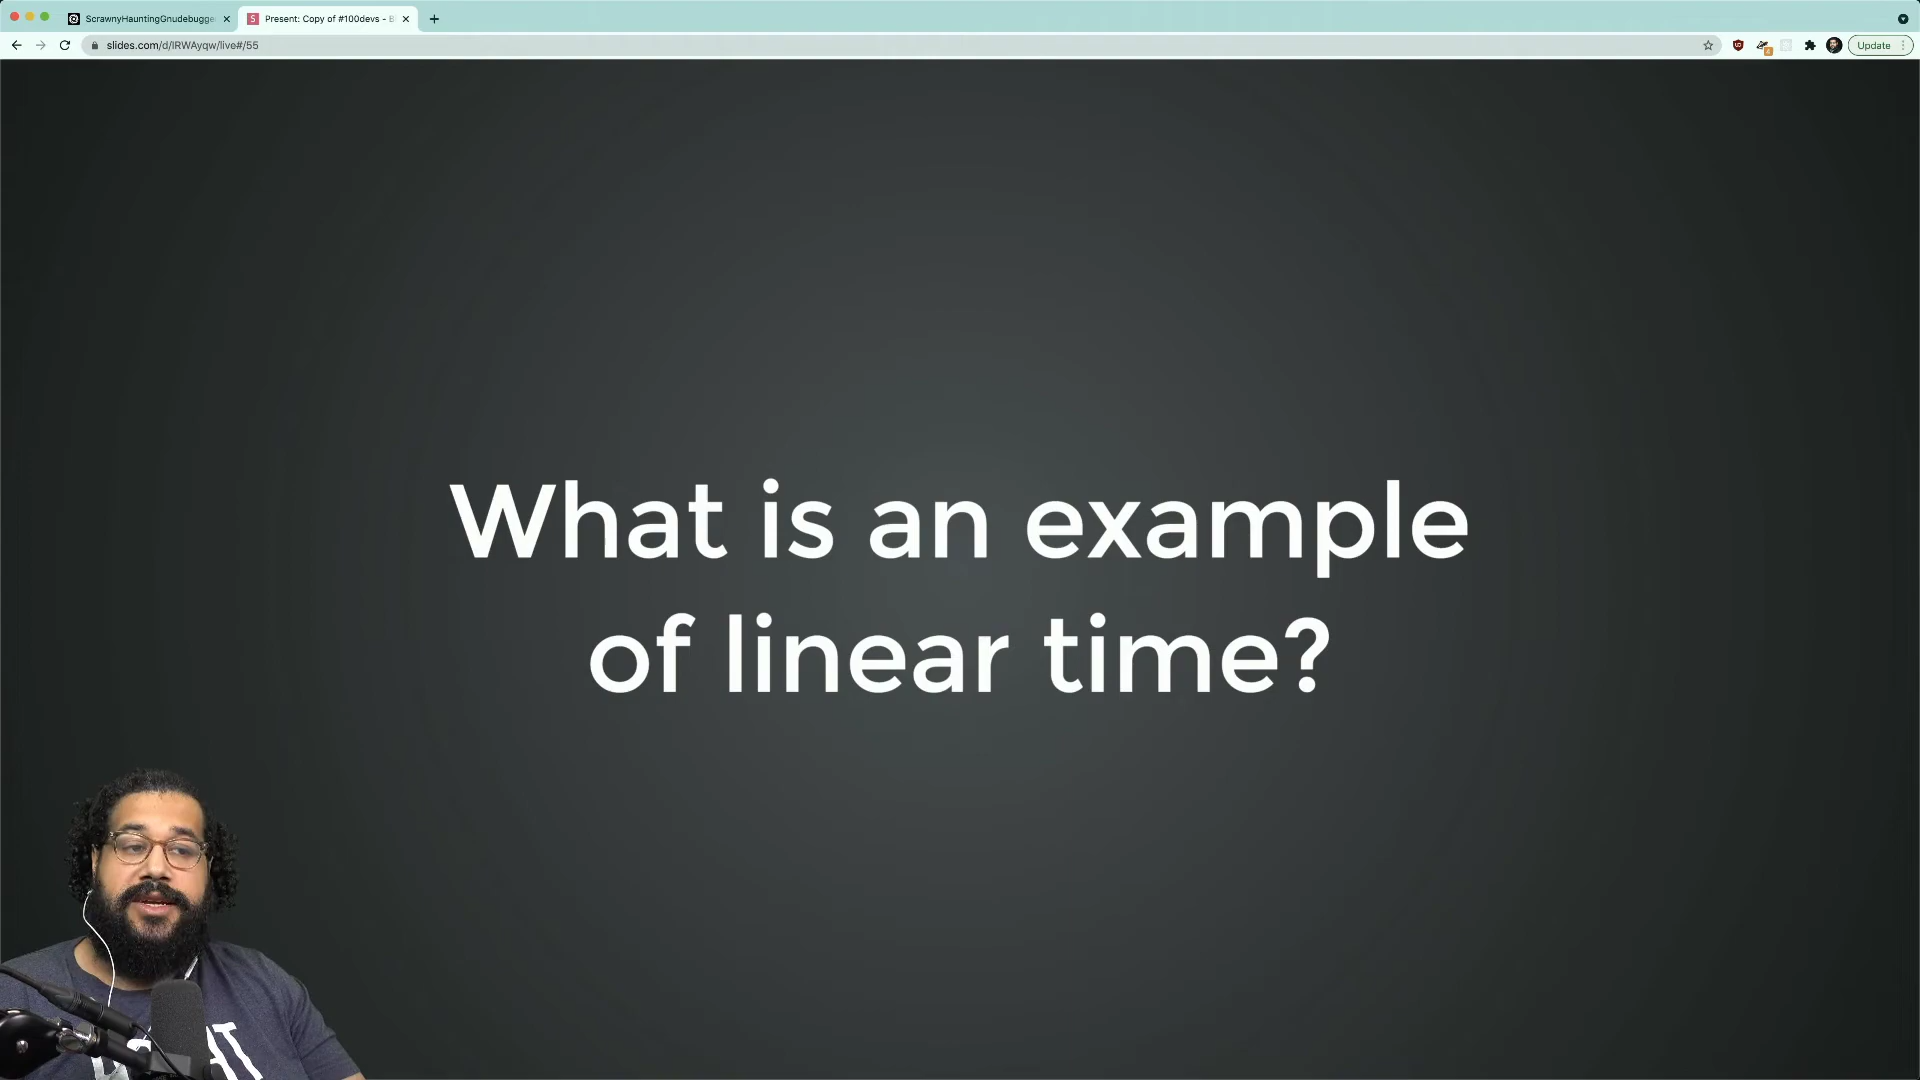 ScrawnyHauntingGnudebugge
Present: Copy of #100devs -
slides.com/d/lRWAyqw/live#/55
Update
What is an example
of linear time?